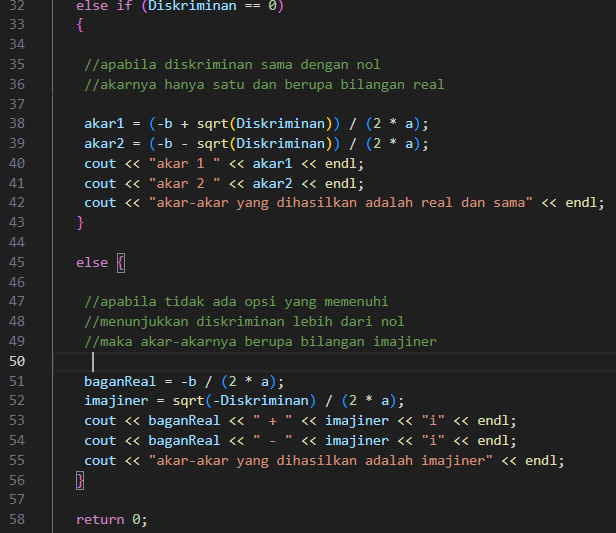 32 else if (Diskriminan == 0)
33 {
34
35 //apabila diskriminan sama dengan nol
36 //akarnya hanya satu dan berupa bilangan real
37
38 akar1 = (-b + sqrt(Diskriminan)) / (2 * a);
39 akar2 = (-b - sqrt(Diskriminan)) / (2 * a);
40 cout << "akar 1 " << akar1 << endl;
41 cout << "akar 2 " << akar2 << endl;
42 cout << "akar-akar yang dihasilkan adalah real dan sama" << endl;
43 }
44
45 else {
46
47 //apabila tidak ada opsi yang memenuhi
48 //menunjukkan diskriminan lebih dari nol
49 //maka akar-akarnya berupa bilangan imajiner
50
51 baganReal = -b / (2 * a);
52 imajiner = sqrt(-Diskriminan) / (2 * a);
53 cout << baganReal << " + " << imajiner << "i" << endl;
54 cout << baganReal << " - " << imajiner << "i" << endl;
55 cout << "akar-akar yang dihasilkan adalah imajiner" << endl;
56 }
57
58 return 0;